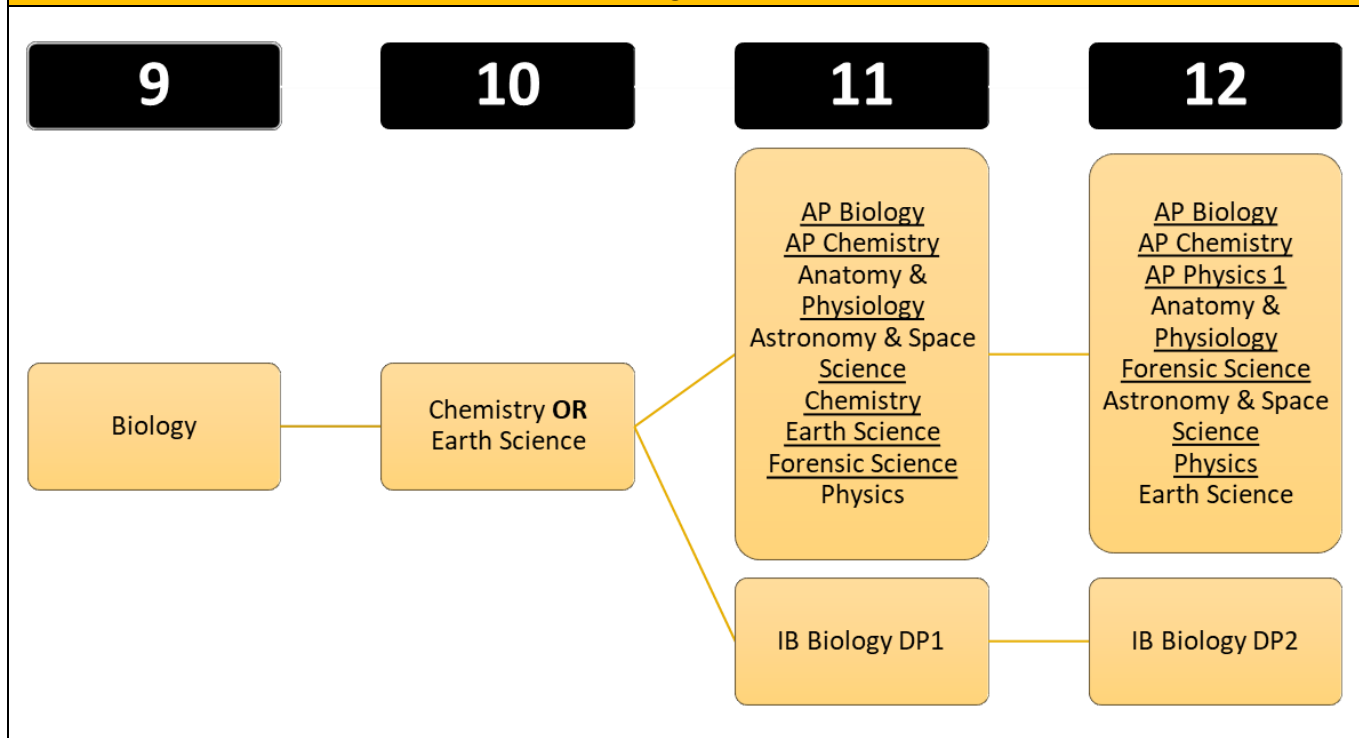 9
10
11
12
Biology
Chemistry OR
Earth Science
AP Biology
AP Chemistry
Anatomy &
Physiology
Astronomy & Space
Science
Chemistry
Earth Science
Forensic Science
Physics
AP Biology
AP Chemistry
AP Physics 1
Anatomy &
Physiology
Forensic Science
Astronomy & Space
Science
Physics
Earth Science
IB Biology DP1
IB Biology DP2